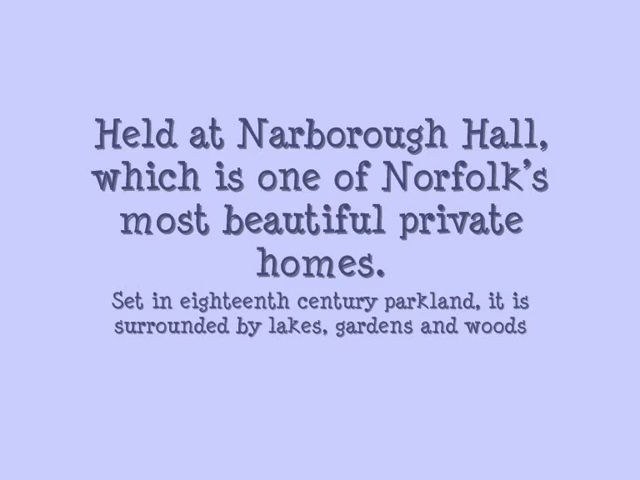 Held at Narborough Hall,
which is one of Norfolk's
most beautiful private
homes.
Set in eighteenth century parkland, it is
surrounded by lakes, gardens and woods